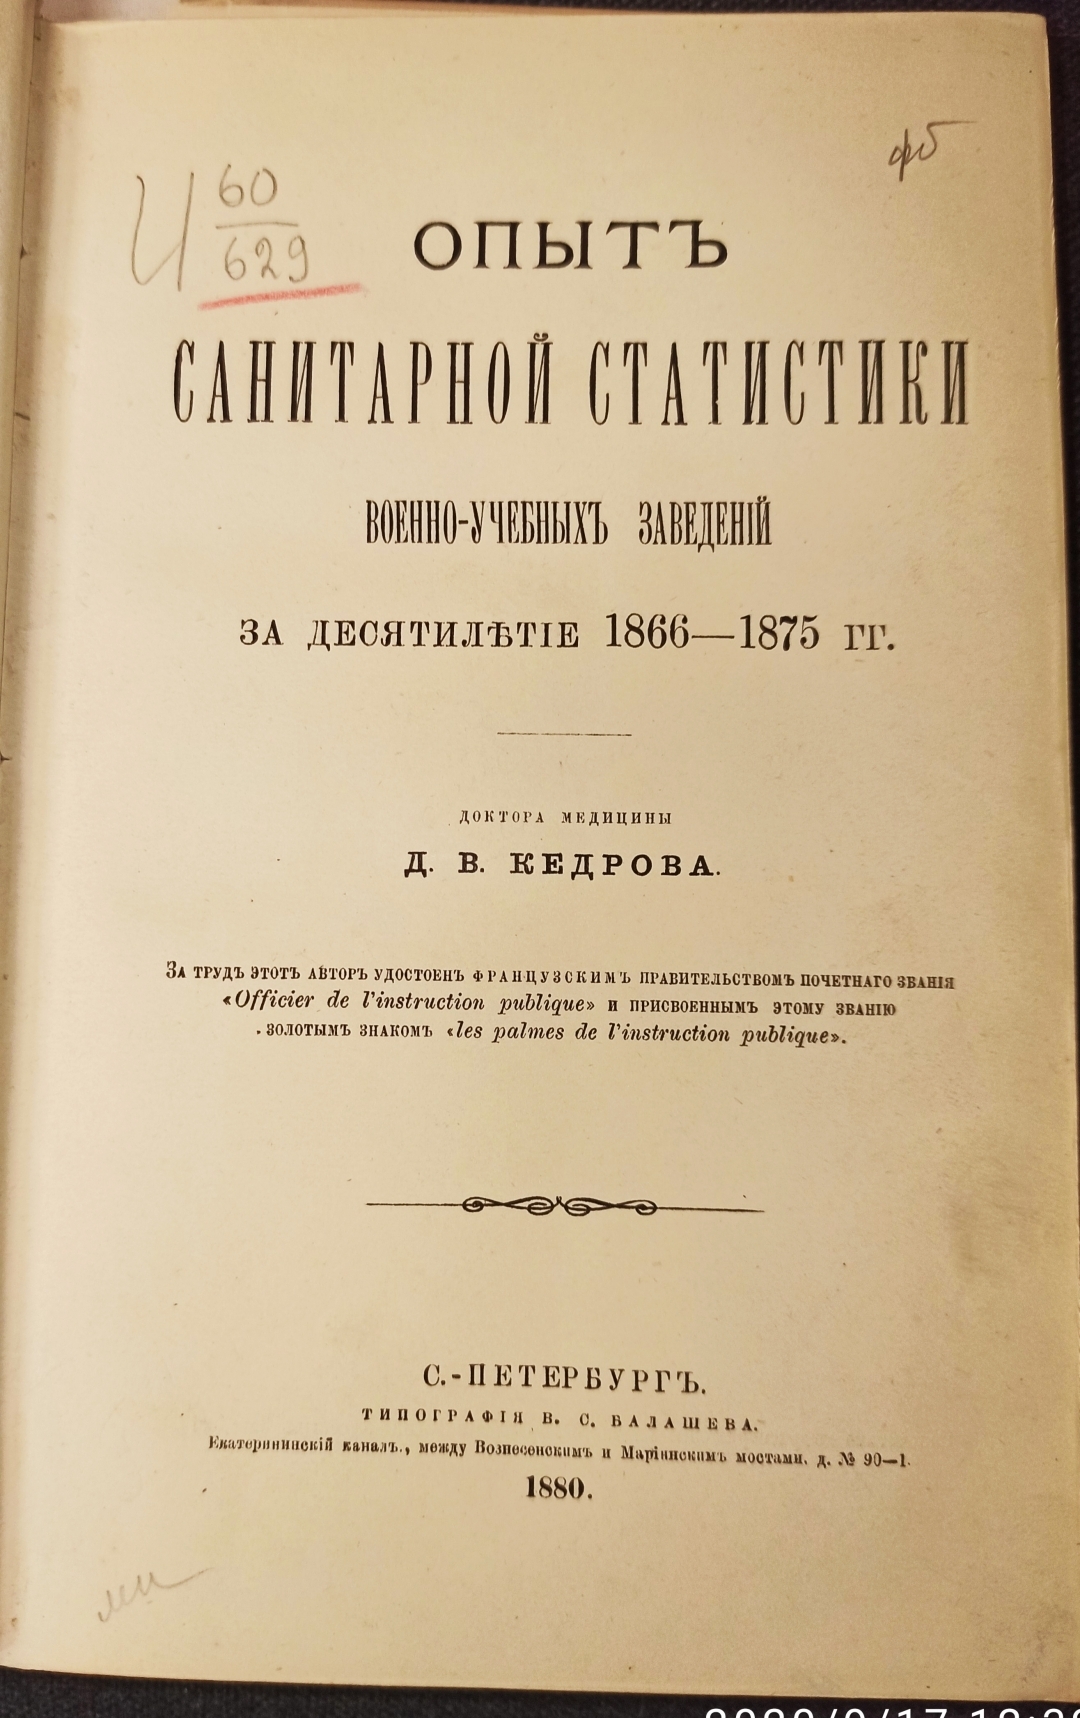 фб
И 60
629
ОПЫТЪ
САНИТАРНОЙ СТАТИСТИКИ
ВОЕННО-УЧЕБНЫХЪ ЗАВЕДЕНІЙ
ЗА ДЕСЯТИЛѢТІЕ 1866—1875 ГГ.
ДОКТОРА МЕДИЦИНЫ
Д. В. КЕДРОВА.
За трудъ этотъ авторъ удостоенъ французскимъ правительствомъ почетнаго званія
«Officier de l'instruction publique» и присвоеннымъ этому званію
золотымъ знакомъ «les palmes de l'instruction publique».
С.-ПЕТЕРБУРГЪ.
ТИПОГРАФІЯ В. С. БАЛАШЕВА.
Екатерининскій каналъ., между Вознесенскимъ и Маріинскимъ мостами, д. № 90—1.
1880.